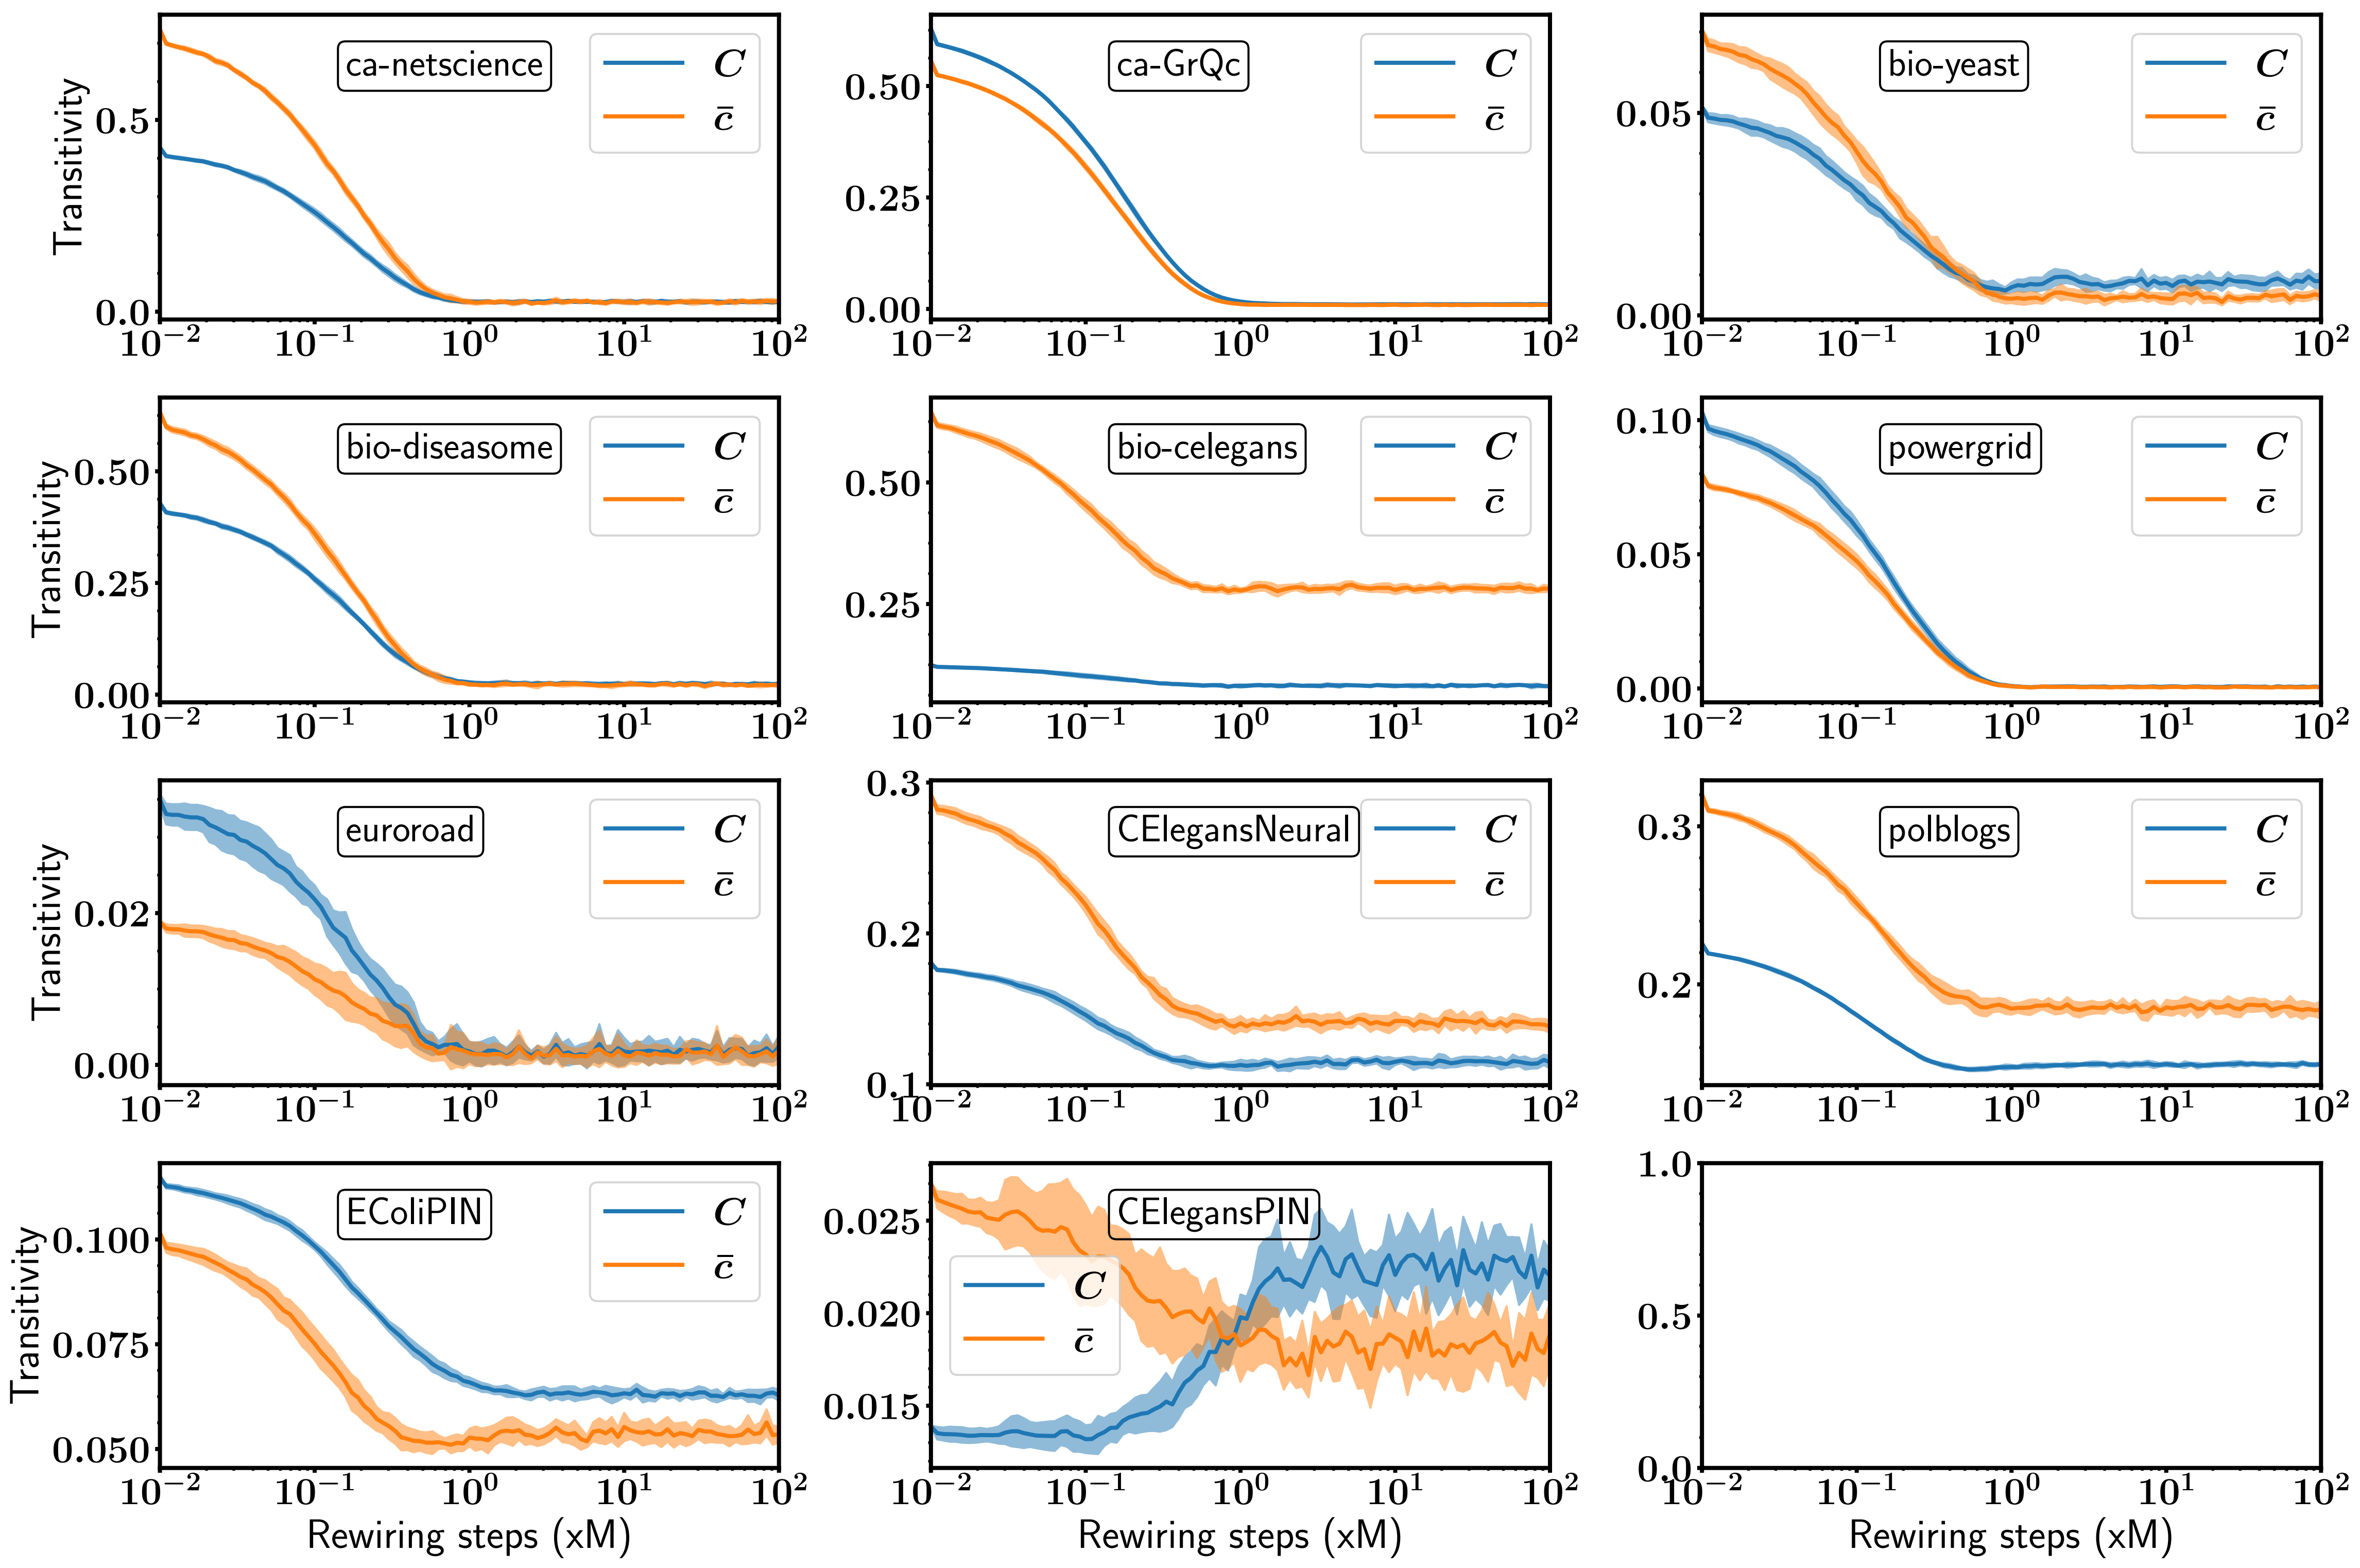 Transitivity
0.5
0.0
ca-netscience
C
c̄
10⁻² 10⁻¹ 10⁰ 10¹ 10²
0.50
0.25
0.00
ca-GrQc
C
c̄
10⁻² 10⁻¹ 10⁰ 10¹ 10²
0.05
0.00
bio-yeast
C
c̄
10⁻² 10⁻¹ 10⁰ 10¹ 10²
Transitivity
0.50
0.25
0.00
bio-diseasome
C
c̄
10⁻² 10⁻¹ 10⁰ 10¹ 10²
0.50
0.25
bio-celegans
C
c̄
10⁻² 10⁻¹ 10⁰ 10¹ 10²
0.10
0.05
0.00
powergrid
C
c̄
10⁻² 10⁻¹ 10⁰ 10¹ 10²
Transitivity
0.02
0.00
euroroad
C
c̄
10⁻² 10⁻¹ 10⁰ 10¹ 10²
0.3
0.2
0.1
CElegansNeural
C
c̄
10⁻² 10⁻¹ 10⁰ 10¹ 10²
0.3
0.2
polblogs
C
c̄
10⁻² 10⁻¹ 10⁰ 10¹ 10²
Transitivity
0.100
0.075
0.050
EColiPIN
C
c̄
10⁻² 10⁻¹ 10⁰ 10¹ 10²
Rewiring steps (xM)
0.025
0.020
0.015
CElegansPIN
C
c̄
10⁻² 10⁻¹ 10⁰ 10¹ 10²
Rewiring steps (xM)
1.0
0.5
0.0
10⁻² 10⁻¹ 10⁰ 10¹ 10²
Rewiring steps (xM)